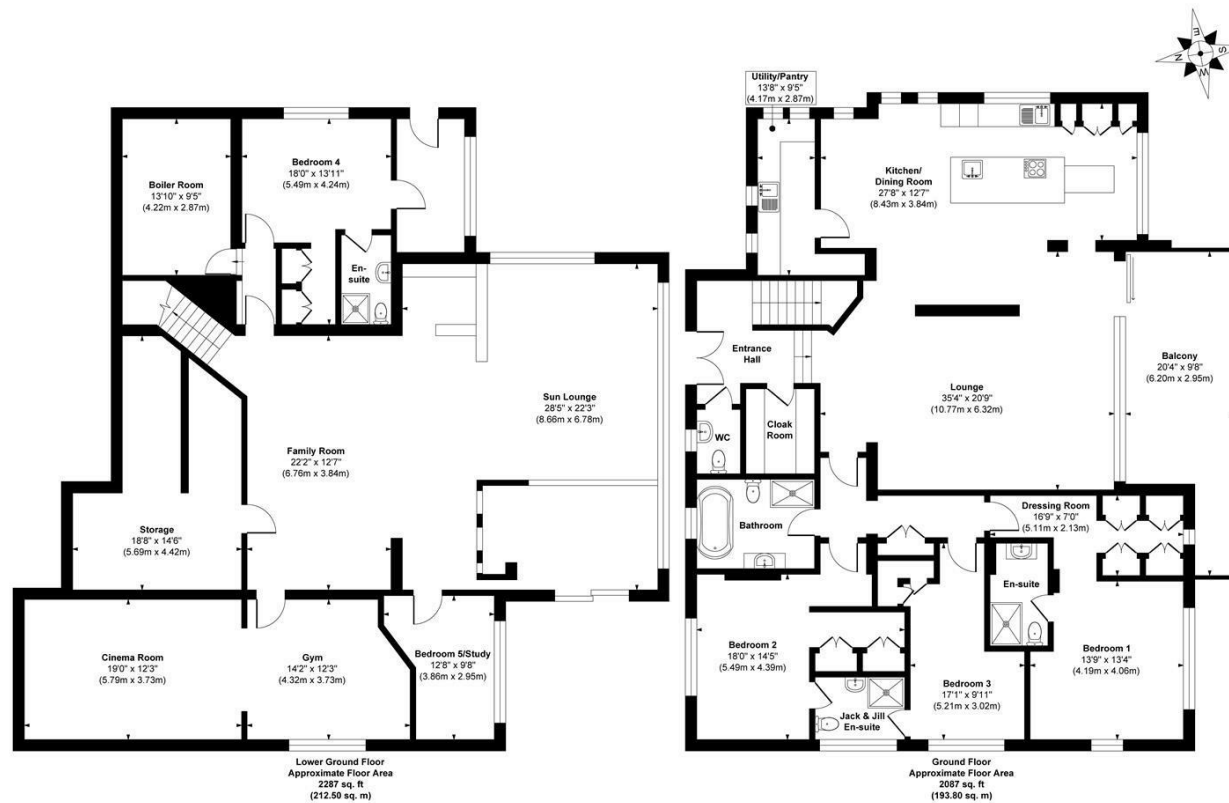 Boiler Room
13'10" x 9'5"
(4.22m x 2.87m)
Bedroom 4
18'0" x 13'11"
(5.49m x 4.24m)
En-
suite
Sun Lounge
28'5" x 22'3"
(8.66m x 6.78m)
Family Room
22'2" x 12'7"
(6.76m x 3.84m)
Storage
18'8" x 14'6"
(5.69m x 4.42m)
Cinema Room
19'0" x 12'3"
(5.79m x 3.73m)
Gym
14'2" x 12'3"
(4.32m x 3.73m)
Bedroom 5/Study
12'8" x 9'8"
(3.86m x 2.95m)
Lower Ground Floor
Approximate Floor Area
2287 sq. ft
(212.50 sq. m)
N
E
S
W
Utility/Pantry
13'8" x 9'5"
(4.17m x 2.87m)
Kitchen/
Dining Room
27'8" x 12'7"
(8.43m x 3.84m)
Entrance
Hall
Lounge
35'4" x 20'9"
(10.77m x 6.32m)
Balcony
20'4" x 9'8"
(6.20m x 2.95m)
WC
Cloak
Room
Bathroom
Dressing Room
16'9" x 7'0"
(5.11m x 2.13m)
En-suite
Bedroom 2
18'0" x 14'5"
(5.49m x 4.39m)
Bedroom 1
13'9" x 13'4"
(4.19m x 4.06m)
Bedroom 3
17'1" x 9'11"
(5.21m x 3.02m)
Jack & Jill
En-suite
Ground Floor
Approximate Floor Area
2087 sq. ft
(193.80 sq. m)